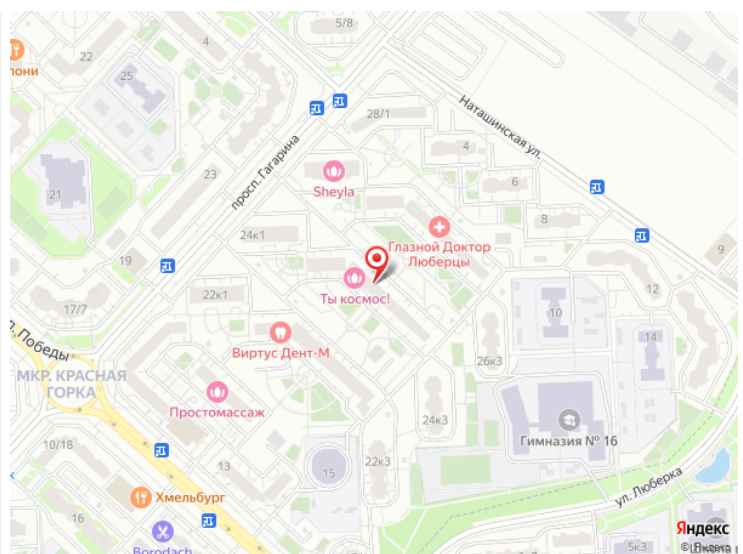 5/8
4
22
лони
25
28/1
Наташинская ул.
просп. Гагарина
4
23
Sheyla
6
21
8
24к1
Глазной Доктор
Люберцы
9
19
12
Ты космос!
22к1
17/7
10
14
л. Победы
Виртус Дент-М
26к3
МКР. КРАСНАЯ
ГОРКА
Простомассаж
24к3
Гимназия № 16
10/18
13
22к3
15
ул. Люберка
Хмельбург
16
Яндекс
Borodach
5к3
© Яндекс